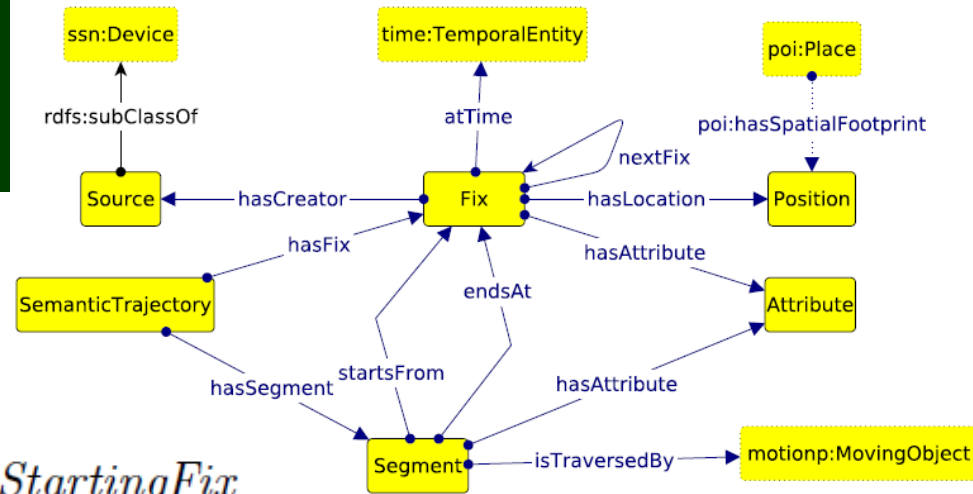 ssn:Device
time:TemporalEntity
poi:Place
rdfs:subClassOf
atTime
poi:hasSpatialFootprint
nextFix
Source
hasCreator
Fix
hasLocation
Position
hasFix
hasAttribute
endsAt
SemanticTrajectory
Attribute
startsFrom
hasSegment
hasAttribute
Segment
isTraversedBy
motionp:MovingObject
StartingFix